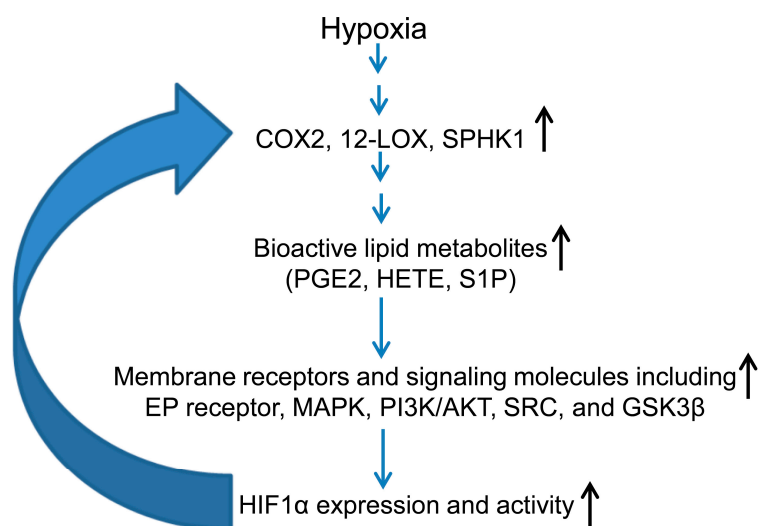 Hypoxia
COX2, 12-LOX, SPHK1
Bioactive lipid metabolites
(PGE2, HETE, S1P)
Membrane receptors and signaling molecules including
EP receptor, MAPK, PI3K/AKT, SRC, and GSK3β
HIF1α expression and activity